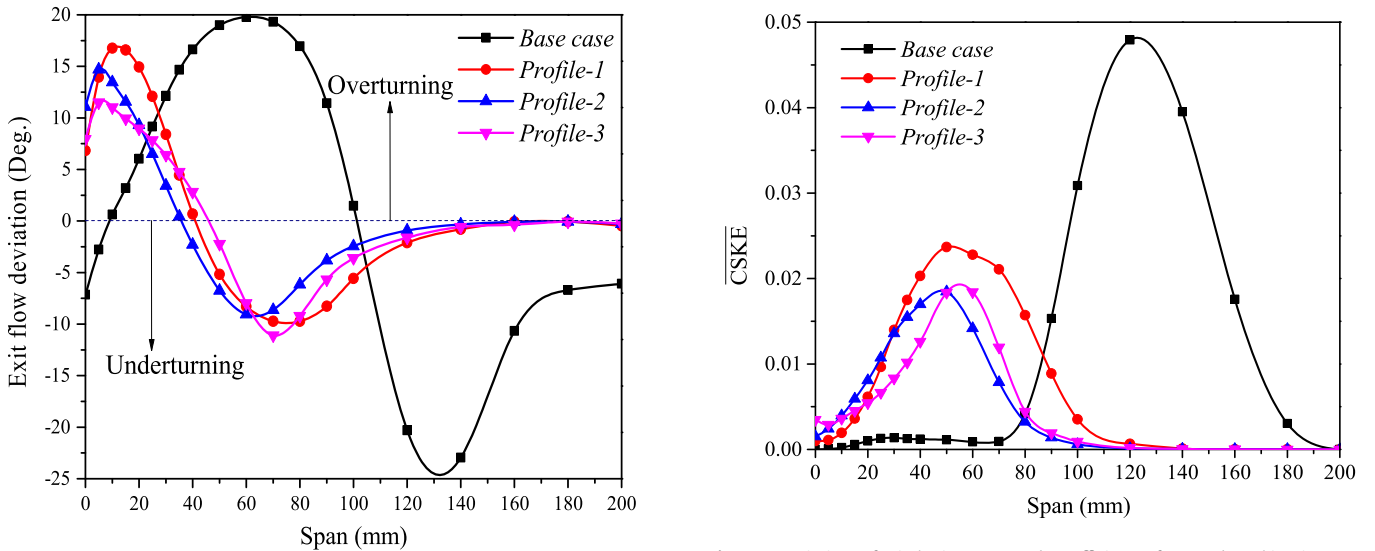 20
15
10
5
0
-5
-10
-15
-20
-25
Exit flow deviation (Deg.)
Base case
Profile-1
Profile-2
Profile-3
Overturning
Underturning
0 20 40 60 80 100 120 140 160 180 200
Span (mm)
0.05
0.04
0.03
0.02
0.01
0.00
CSKE
Base case
Profile-1
Profile-2
Profile-3
0 20 40 60 80 100 120 140 160 180 200
Span (mm)